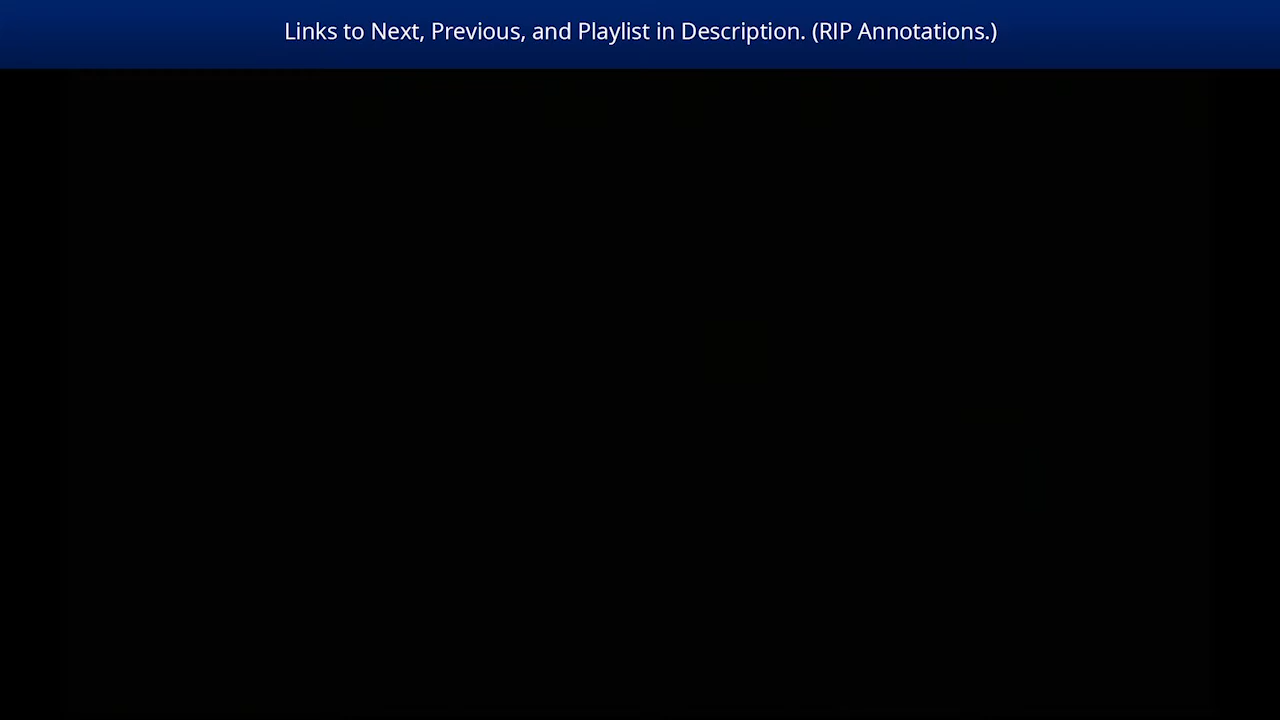 Links to Next, Previous, and Playlist in Description. (RIP Annotations.)